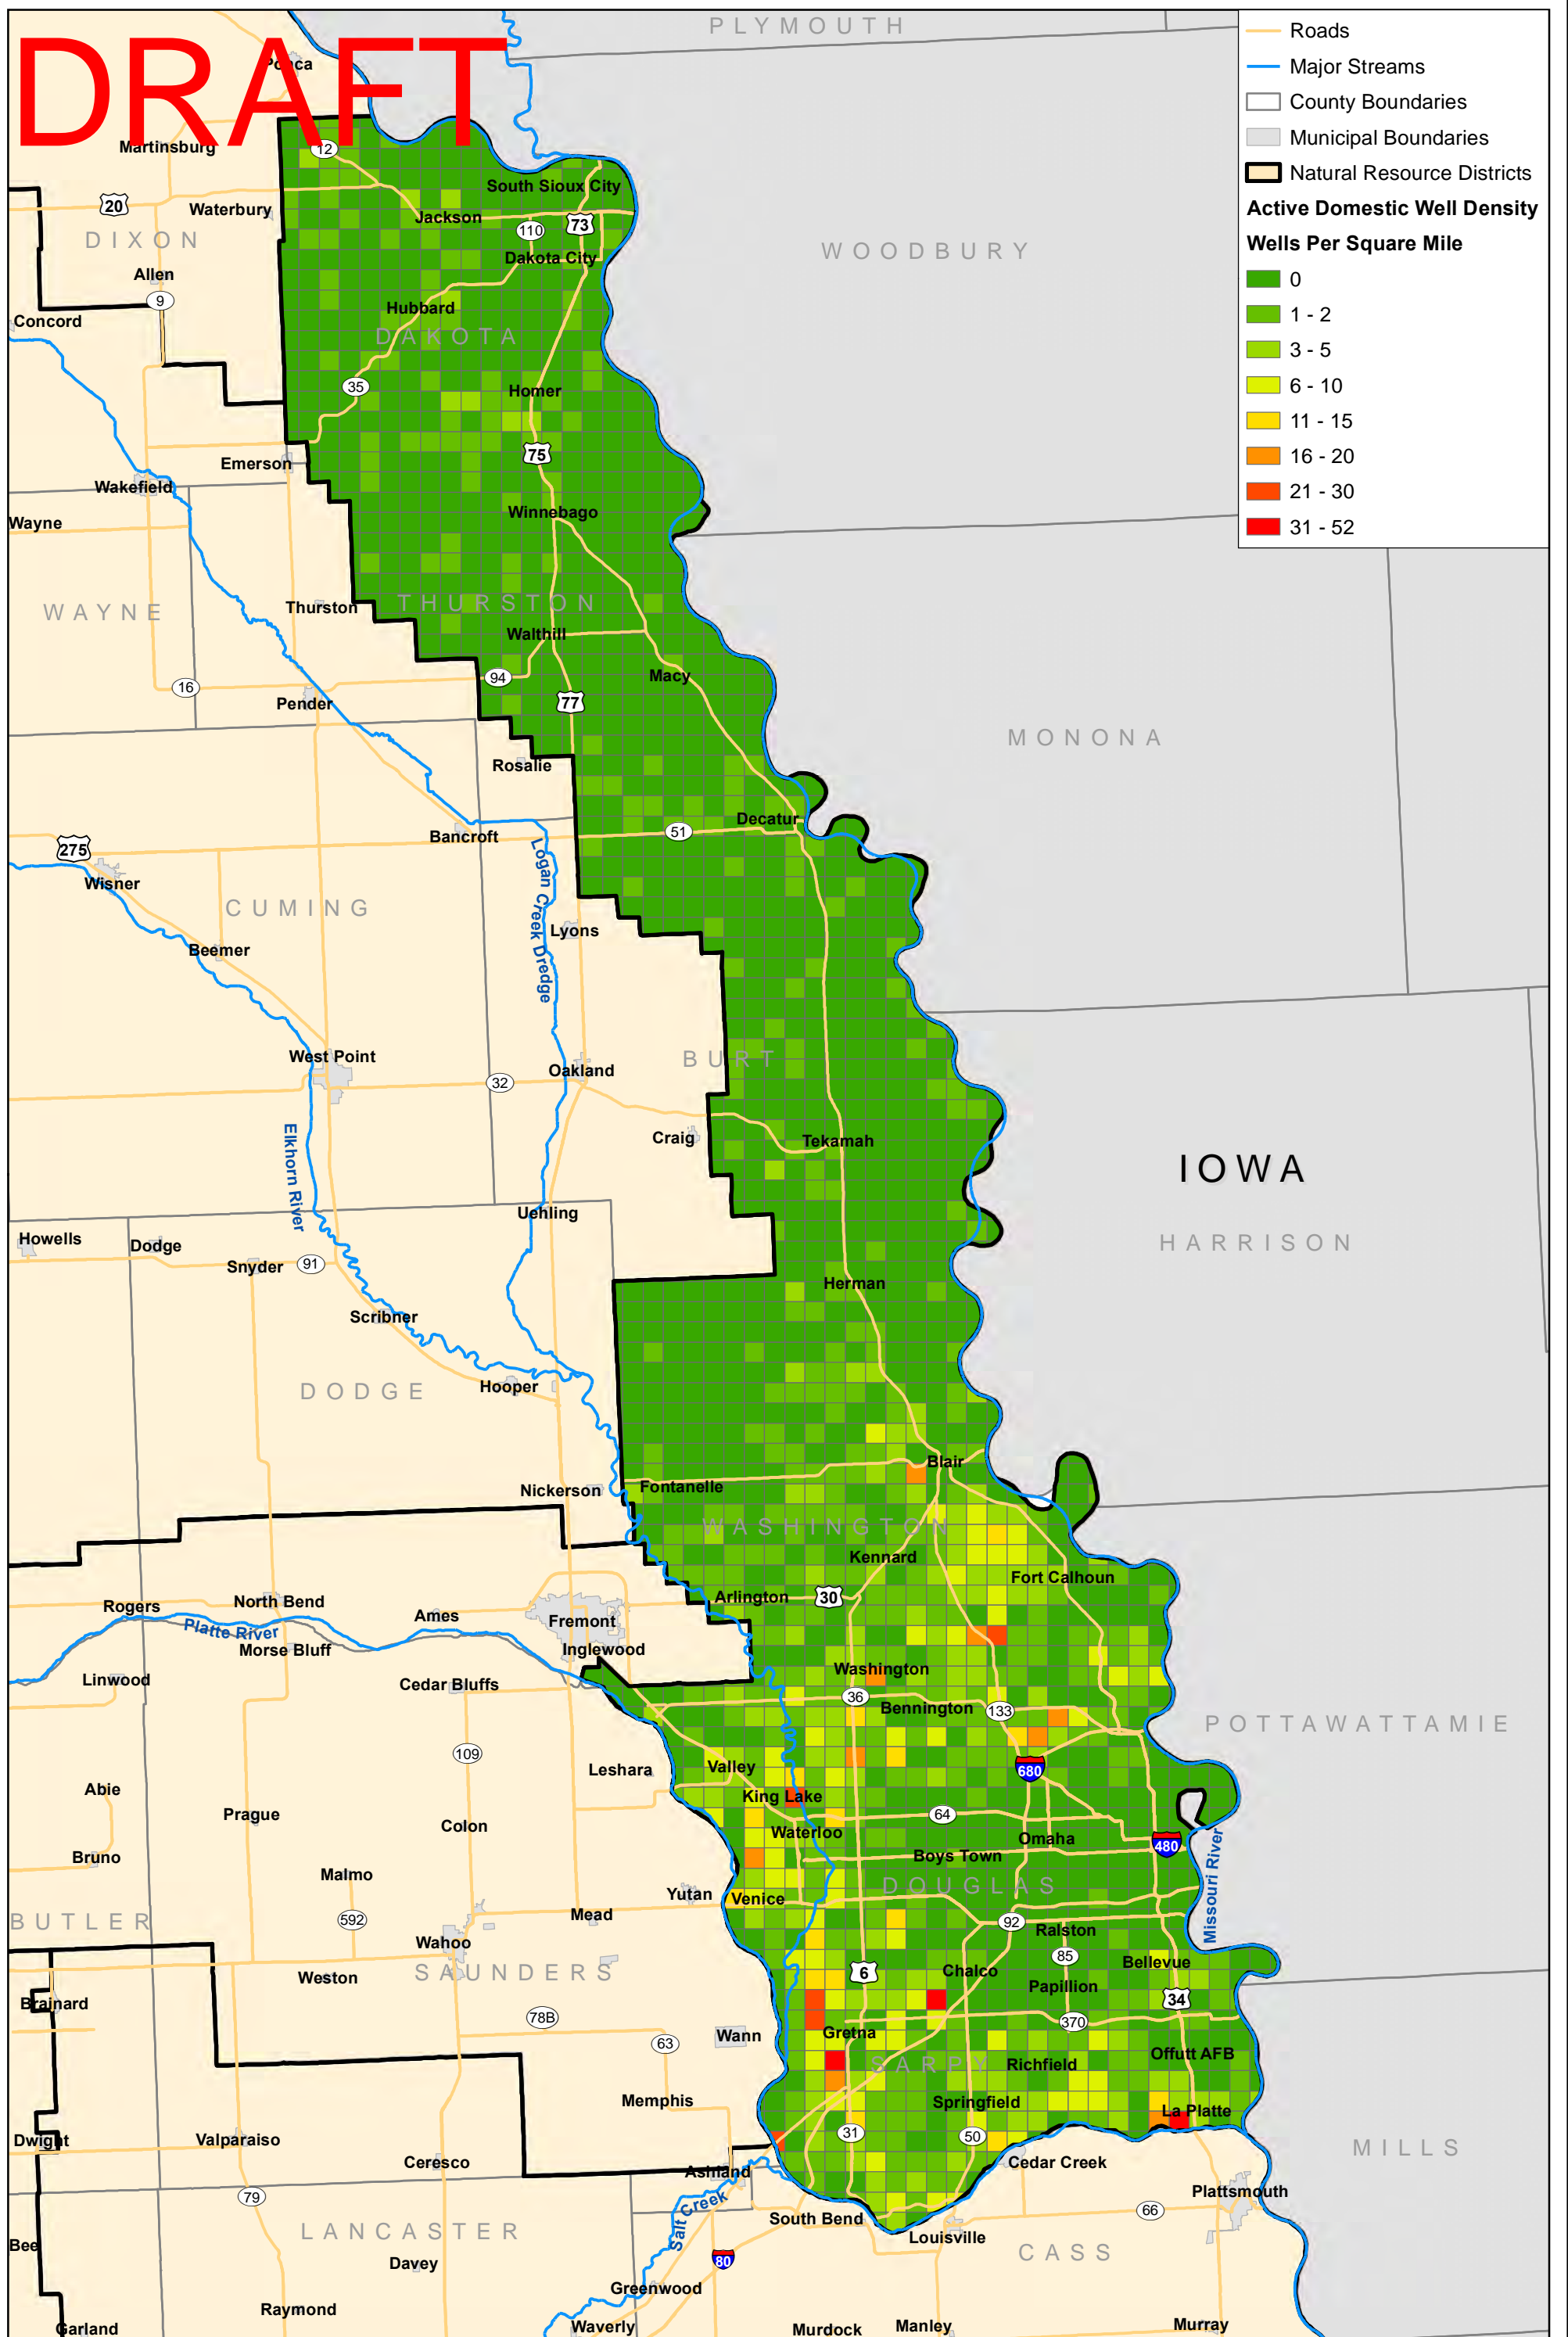 PLYMOUTH
Roads
Major Streams
County Boundaries
Municipal Boundaries
Natural Resource Districts
Active Domestic Well Density
Wells Per Square Mile
0
1 - 2
3 - 5
6 - 10
11 - 15
16 - 20
21 - 30
31 - 52
DRAFT
Ponca
Martinsburg
12
South Sioux City
20
Waterbury
Jackson
110
73
DIXON
WOODBURY
Dakota City
Allen
9
Hubbard
Concord
DAKOTA
35
Homer
75
Emerson
Wakefield
Winnebago
Wayne
WAYNE
Thurston
THURSTON
Walthill
94
Macy
16
Pender
77
MONONA
Rosalie
Decatur
51
Bancroft
275
Wisner
Logan Creek Dredge
CUMING
Lyons
Beemer
West Point
BURT
Oakland
32
Craig
Tekamah
Elkhorn River
IOWA
Uehling
Howells
Dodge
HARRISON
Snyder
91
Herman
Scribner
DODGE
Hooper
Blair
Nickerson
Fontanelle
WASHINGTON
Kennard
Fort Calhoun
Arlington
30
Rogers
North Bend
Ames
Fremont
Platte River
Morse Bluff
Inglewood
Linwood
Cedar Bluffs
Washington
36
Bennington
133
POTTAWATTAMIE
109
Leshara
Valley
680
Abie
King Lake
Prague
Colon
64
Waterloo
Omaha
480
Bruno
Boys Town
Missouri River
Malmo
DOUGLAS
Yutan
Venice
BUTLER
592
Mead
92
Ralston
Wahoo
85
Bellevue
SAUNDERS
6
Chalco
Weston
Papillion
Brainard
34
78B
370
Wann
63
Gretna
Offutt AFB
SARPY
Richfield
Memphis
Springfield
La Platte
Dwight
Valparaiso
31
50
MILLS
Ceresco
Ashland
Cedar Creek
79
Salt Creek
Plattsmouth
66
South Bend
LANCASTER
Louisville
Bee
CASS
Davey
80
Greenwood
Raymond
Garland
Waverly
Murdock
Manley
Murray